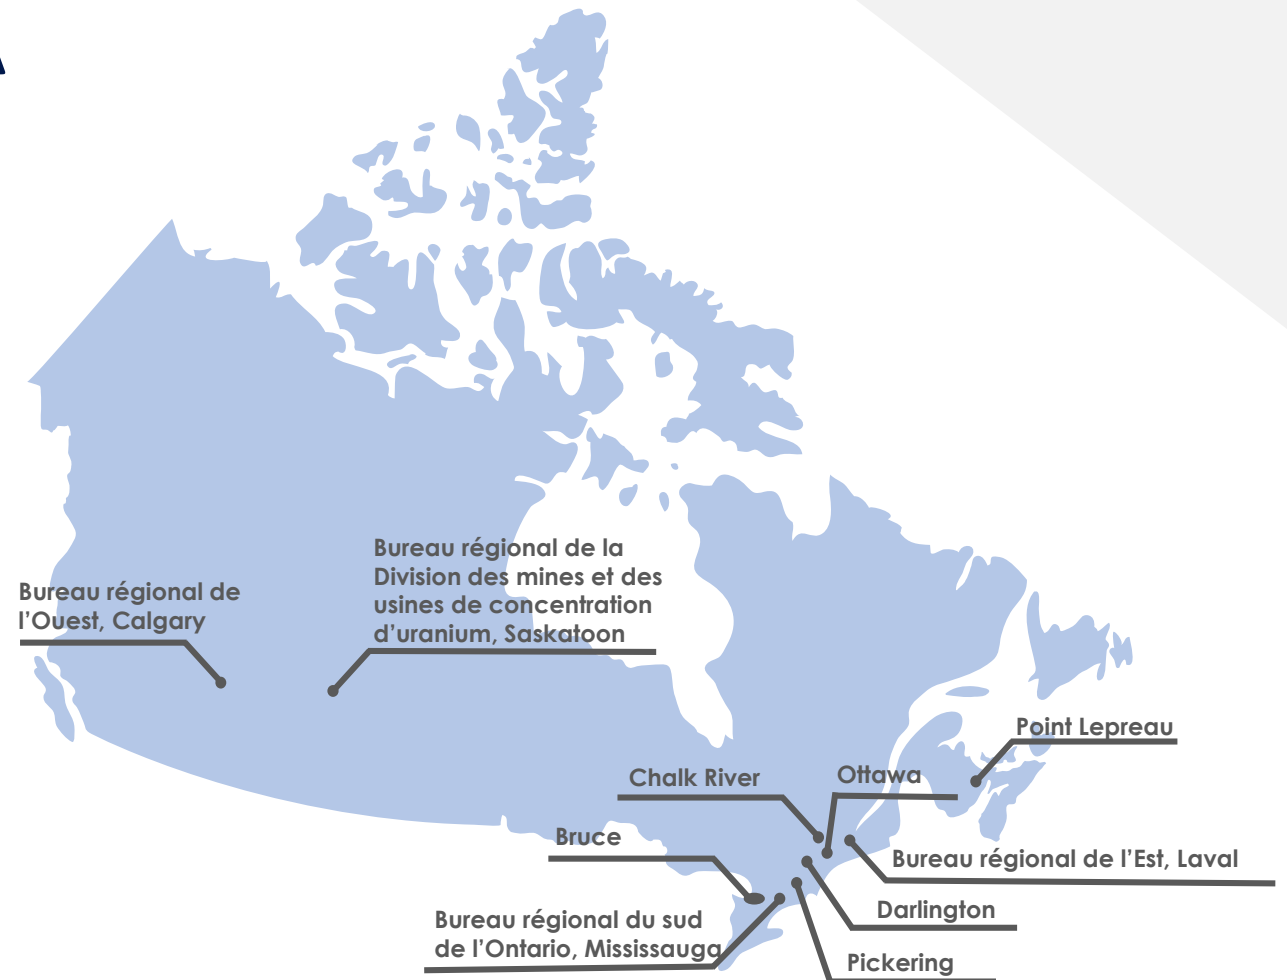 Bureau régional de la
Division des mines et des
usines de concentration
d'uranium, Saskatoon
Bureau régional de
l'Ouest, Calgary
Point Lepreau
Chalk River
Ottawa
Bruce
Bureau régional de l'Est, Laval
Bureau régional du sud
de l'Ontario, Mississauga
Darlington
Pickering